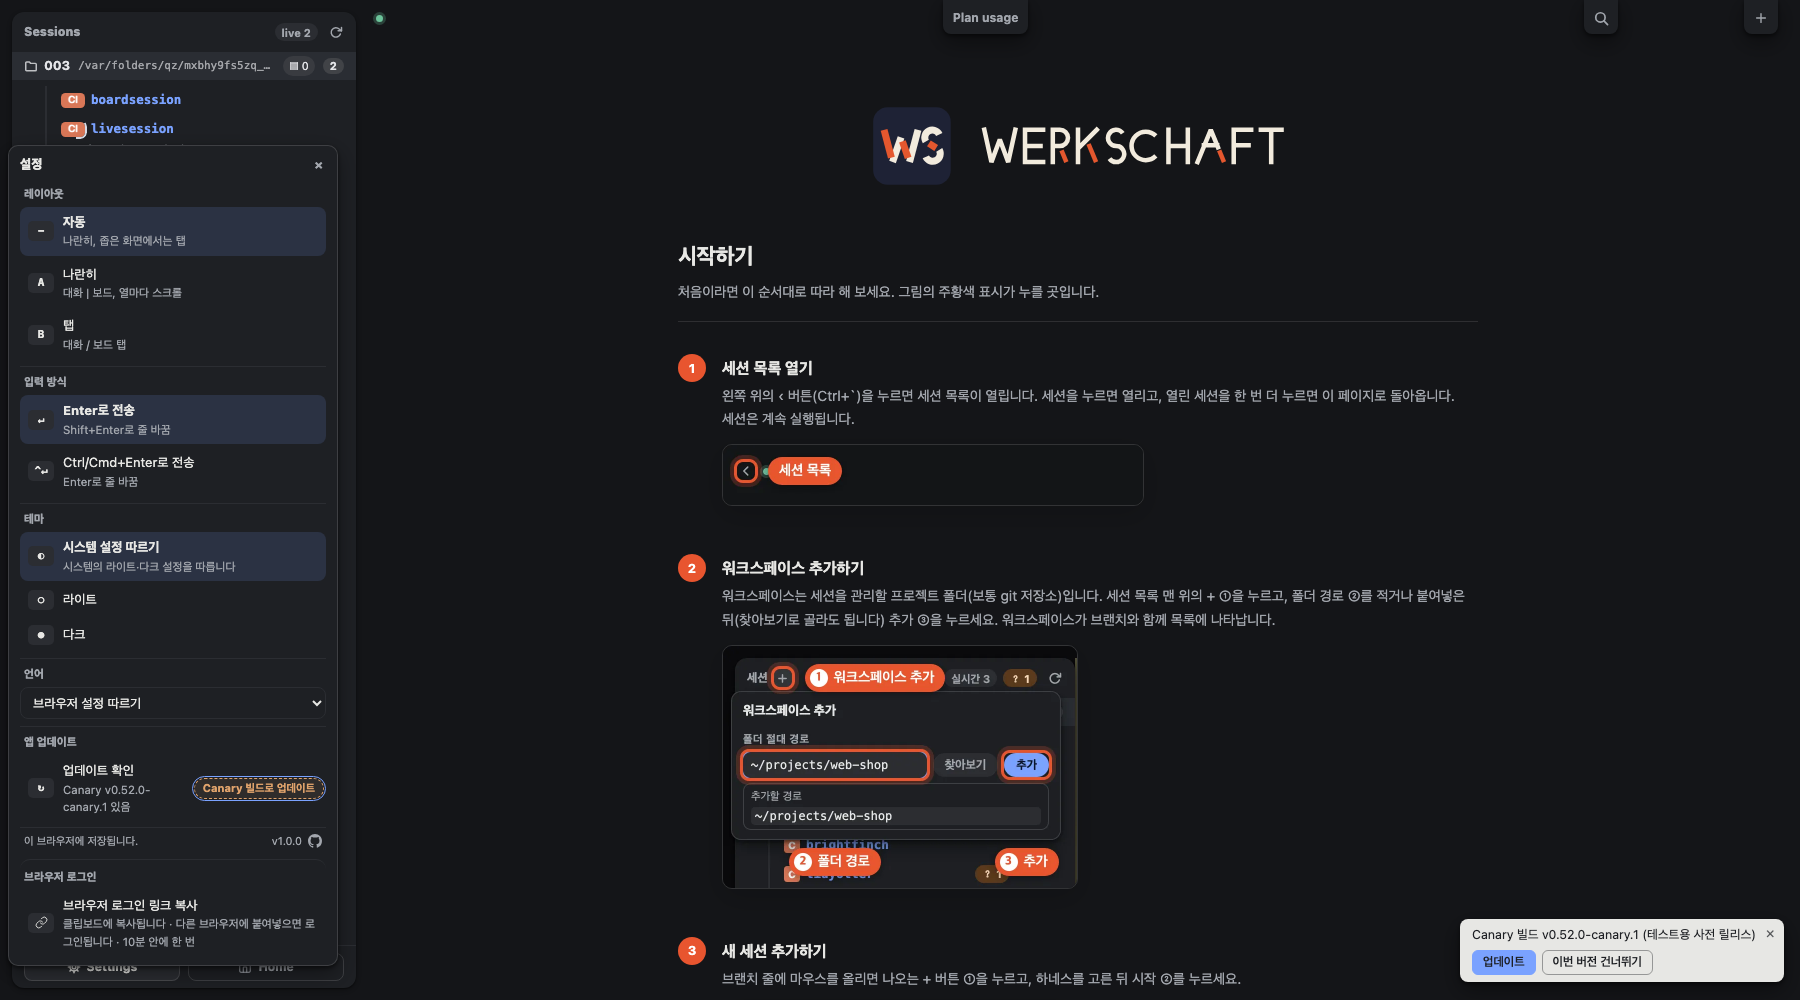 Sessions
live 2
003 /var/folders/qz/mxbhy9fs5zq_… 0 2
CI boardsession
CI livesession
설정 ×
레이아웃
자동
나란히, 좁은 화면에서는 탭
A 나란히
대화 | 보드, 열마다 스크롤
B 탭
대화 / 보드 탭
입력 방식
Enter로 전송
Shift+Enter로 줄 바꿈
Ctrl/Cmd+Enter로 전송
Enter로 줄 바꿈
테마
시스템 설정 따르기
시스템의 라이트·다크 설정을 따릅니다
라이트
다크
언어
브라우저 설정 따르기
앱 업데이트
업데이트 확인
Canary v0.52.0-
canary.1 있음
Canary 빌드로 업데이트
이 브라우저에 저장됩니다. v1.0.0
브라우저 로그인
브라우저 로그인 링크 복사
클립보드에 복사됩니다 · 다른 브라우저에 붙여넣으면 로
그인됩니다 · 10분 안에 한 번
Settings Home
Plan usage
WS WERKSCHAFT
시작하기
처음이라면 이 순서대로 따라 해 보세요. 그림의 주황색 표시가 누를 곳입니다.
1 세션 목록 열기
왼쪽 위의 ‹ 버튼(Ctrl+`)을 누르면 세션 목록이 열립니다. 세션을 누르면 열리고, 열린 세션을 한 번 더 누르면 이 페이지로 돌아옵니다.
세션은 계속 실행됩니다.
세션 목록
2 워크스페이스 추가하기
워크스페이스는 세션을 관리할 프로젝트 폴더(보통 git 저장소)입니다. 세션 목록 맨 위의 + ①을 누르고, 폴더 경로 ②를 적거나 붙여넣은
뒤(찾아보기로 골라도 됩니다) 추가 ③을 누르세요. 워크스페이스가 브랜치와 함께 목록에 나타납니다.
세션 + 1 워크스페이스 추가 실시간 3 ? 1
워크스페이스 추가
폴더 절대 경로
~/projects/web-shop 찾아보기 추가
추가할 경로
~/projects/web-shop
C brightfinch
2 폴더 경로 3 추가
C ? 1
3 새 세션 추가하기
브랜치 줄에 마우스를 올리면 나오는 + 버튼 ①을 누르고, 하네스를 고른 뒤 시작 ②를 누르세요.
Canary 빌드 v0.52.0-canary.1 (테스트용 사전 릴리스) ×
업데이트 이번 버전 건너뛰기